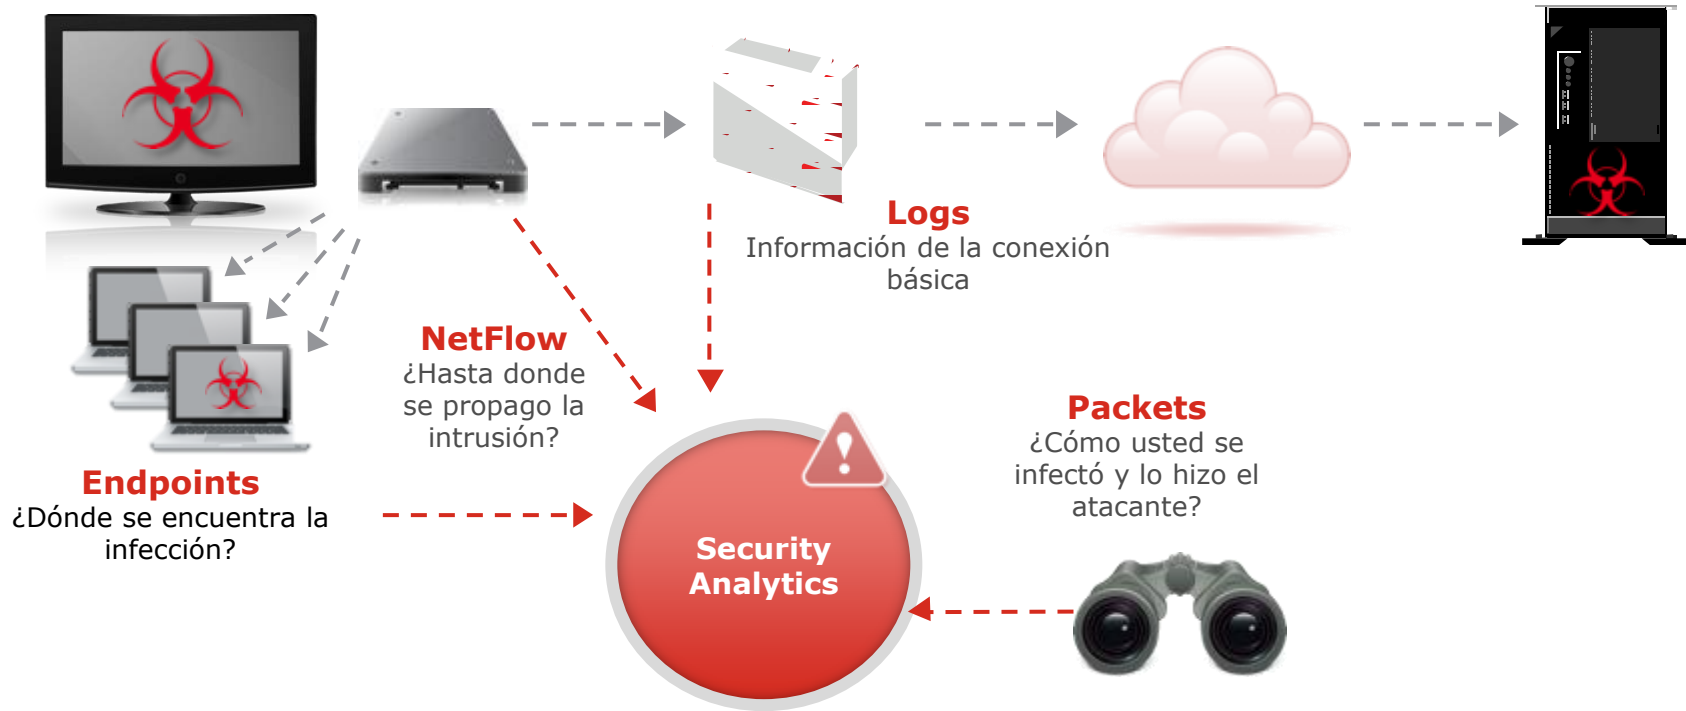 Logs
Información de la conexión
básica
NetFlow
¿Hasta donde
se propago la
intrusión?
Packets
¿Cómo usted se
infectó y lo hizo el
atacante?
Endpoints
¿Dónde se encuentra la
infección?
Security
Analytics